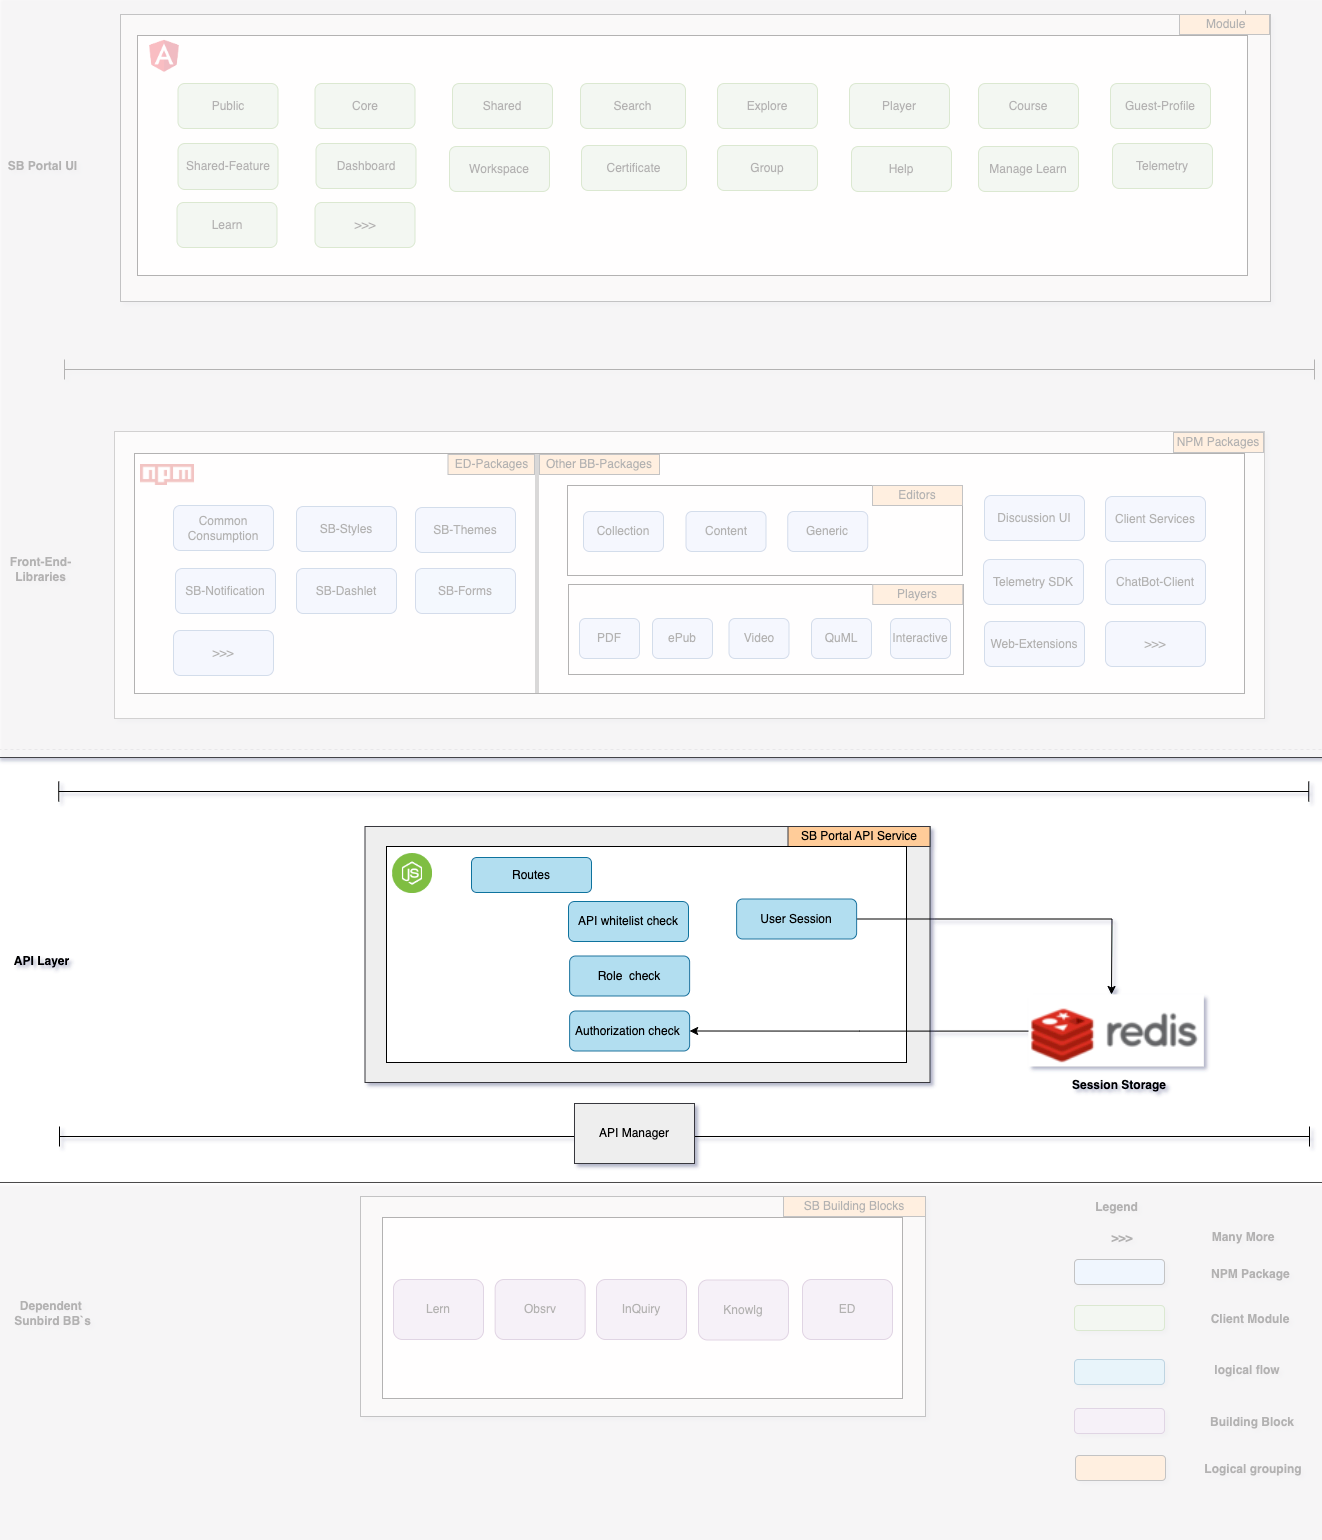 Module
Public
Core
Shared
Search
Explore
Player
Course
Guest-Profile
SB Portal UI
Shared-Feature
Dashboard
Workspace
Certificate
Group
Help
Manage Learn
Telemetry
Learn
>>>
NPM Packages
npm
ED-Packages
Other BB-Packages
Editors
Common
Consumption
SB-Styles
SB-Themes
Collection
Content
Generic
Discussion UI
Client Services
Front-End-
Libraries
SB-Notification
SB-Dashlet
SB-Forms
Players
Telemetry SDK
ChatBot-Client
>>>
PDF
ePub
Video
QuML
Interactive
Web-Extensions
>>>
SB Portal API Service
JS
Routes
API whitelist check
User Session
API Layer
Role  check
Authorization check
redis
Session Storage
API Manager
SB Building Blocks
Legend
>>>
Many More
NPM Package
Dependent
Sunbird BB`s
Lern
Obsrv
InQuiry
Knowlg
ED
Client Module
logical flow
Building Block
Logical grouping